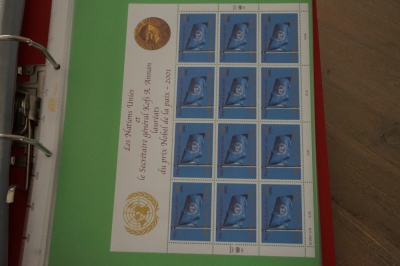 Les Nations Unies
et
le Secrétaire général Kofi A. Annan
lauréats
du prix Nobel de la paix - 2001